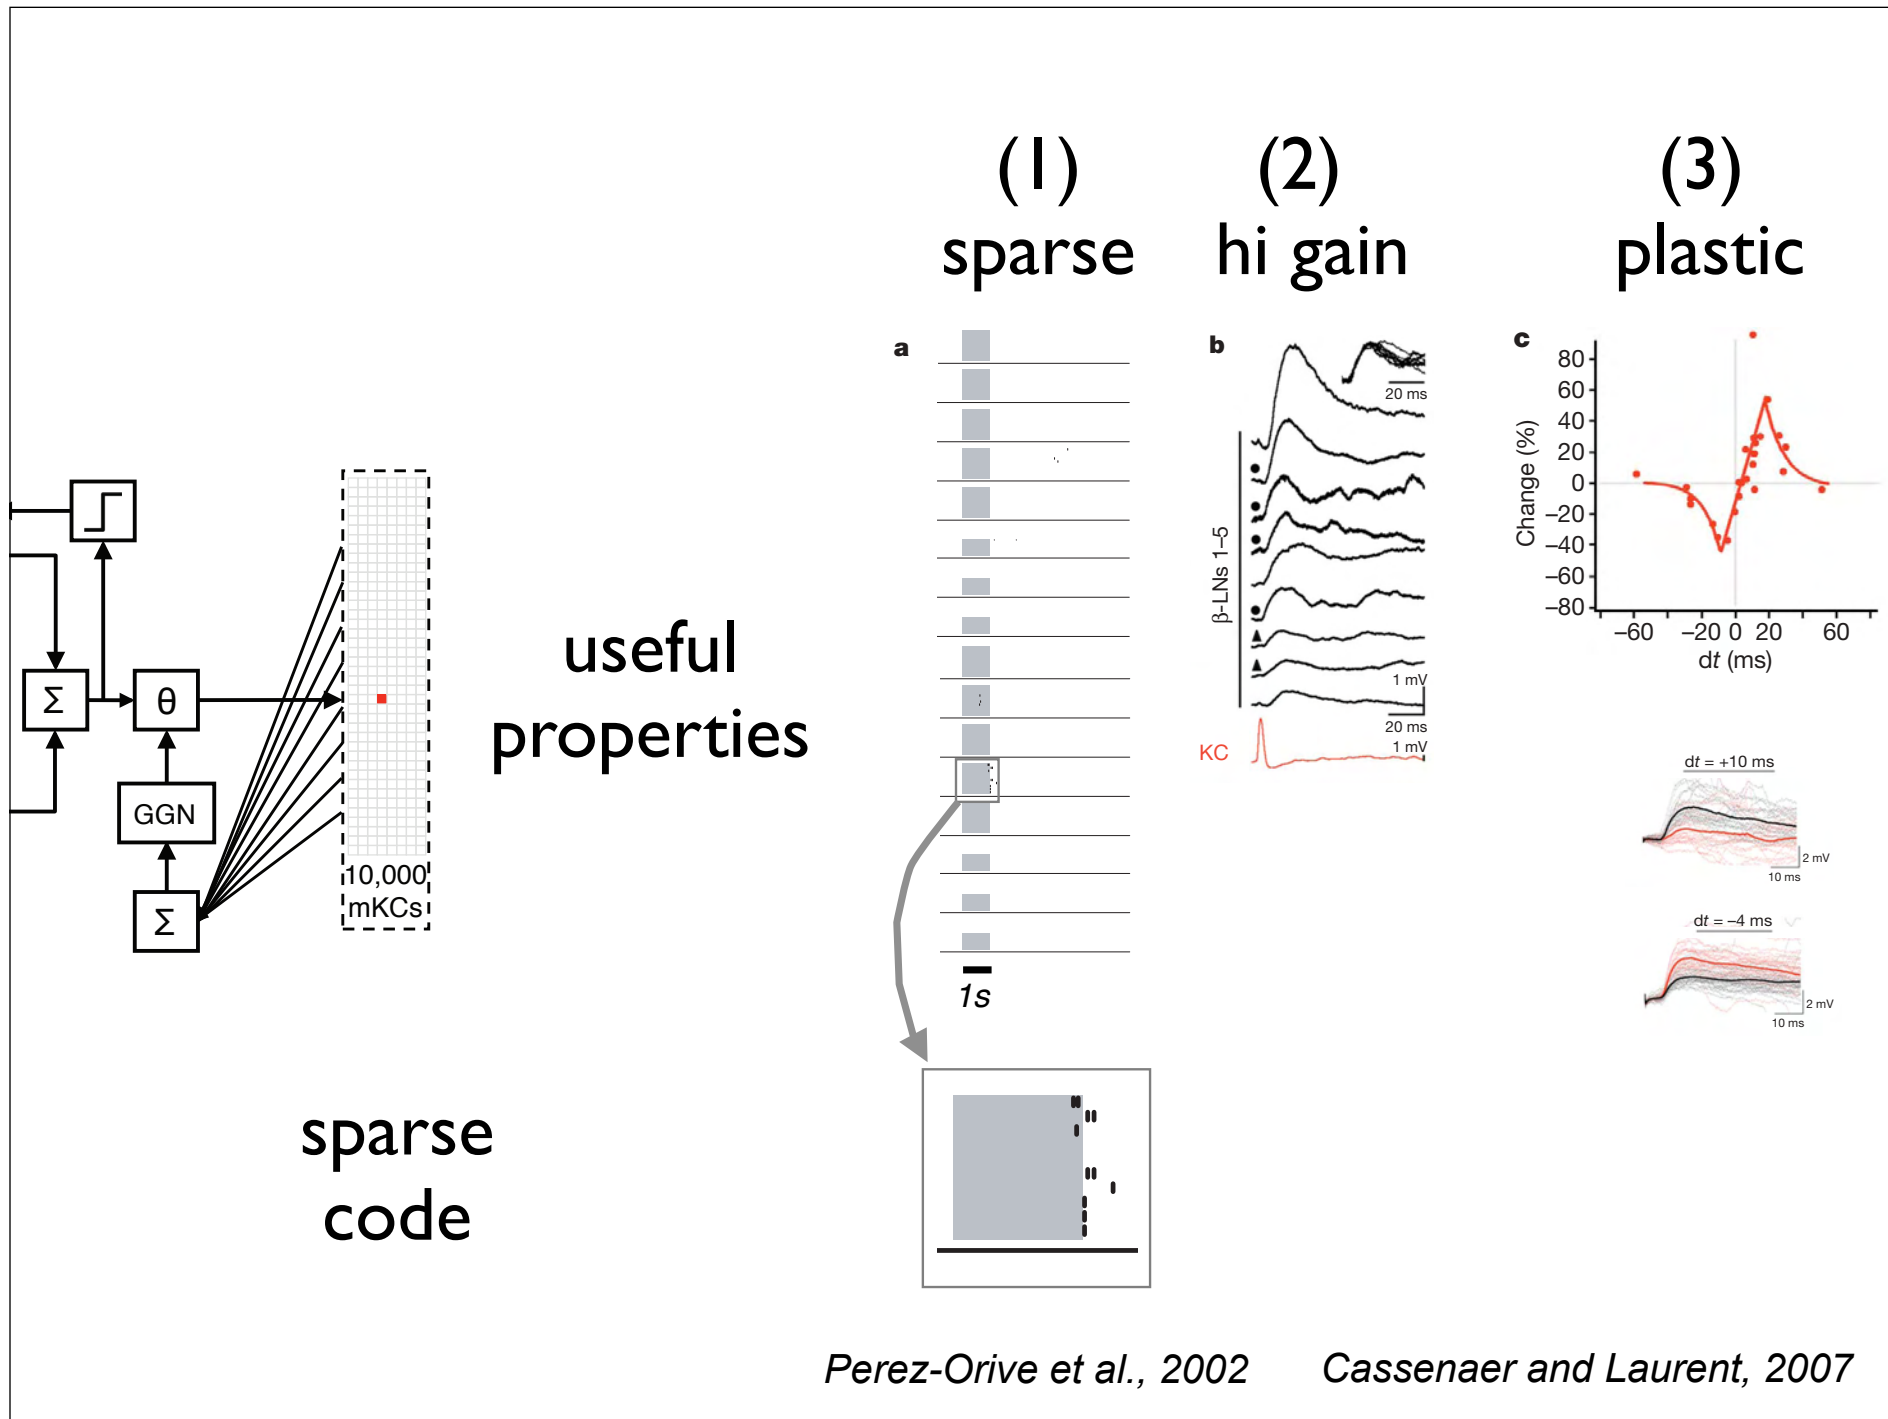 (1)
sparse
(2)
hi gain
(3)
plastic
Σ
θ
GGN
Σ
10,000
mKCs
useful
properties
sparse
code
a
1s
b
20 ms
β-LNs 1–5
1 mV
20 ms
1 mV
KC
c
Change (%)
80
60
40
20
0
–20
–40
–60
–80
–60 –20 0 20 60
dt (ms)
dt = +10 ms
2 mV
10 ms
dt = –4 ms
2 mV
10 ms
Perez-Orive et al., 2002
Cassenaer and Laurent, 2007